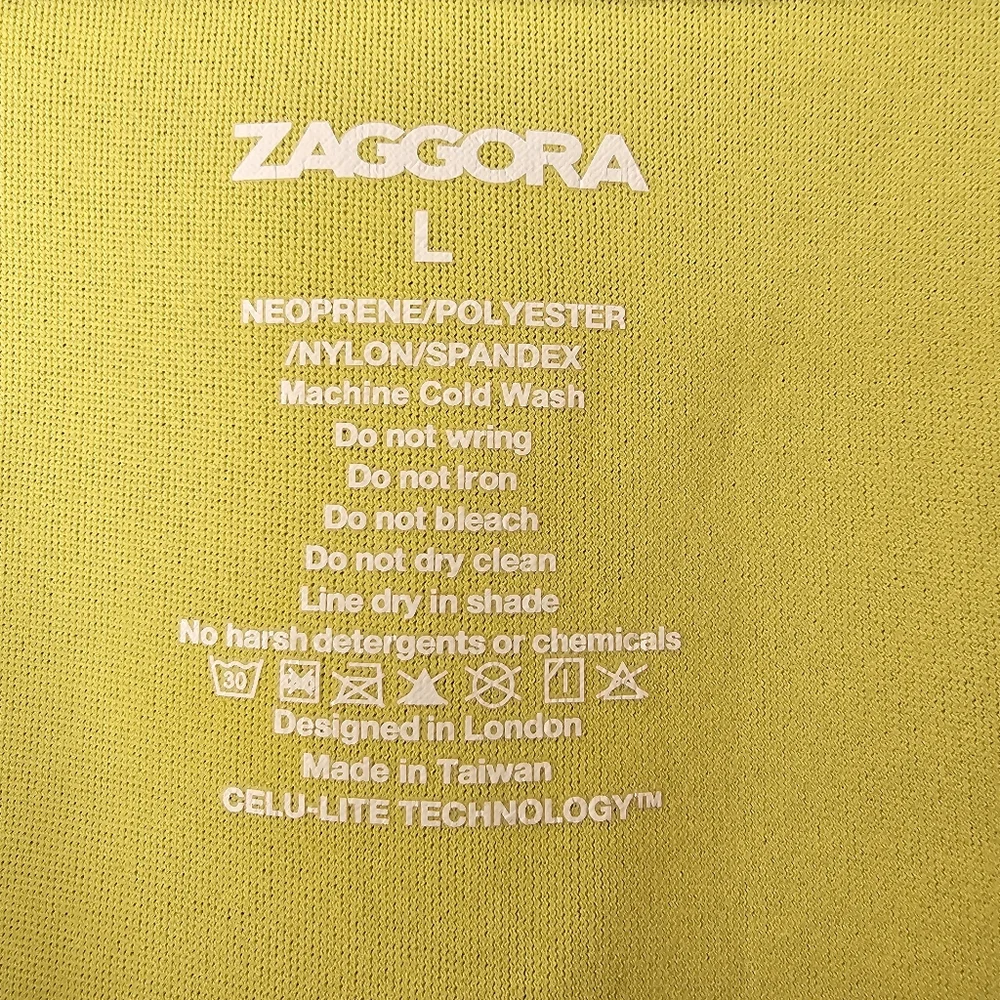 ZAGGORA
L
NEOPRENE/POLYESTER
/NYLON/SPANDEX
Machine Cold Wash
Do not wring
Do not Iron
Do not bleach
Do not dry clean
Line dry in shade
No harsh detergents or chemicals
30
Designed in London
Made in Taiwan
CELU-LITE TECHNOLOGY™